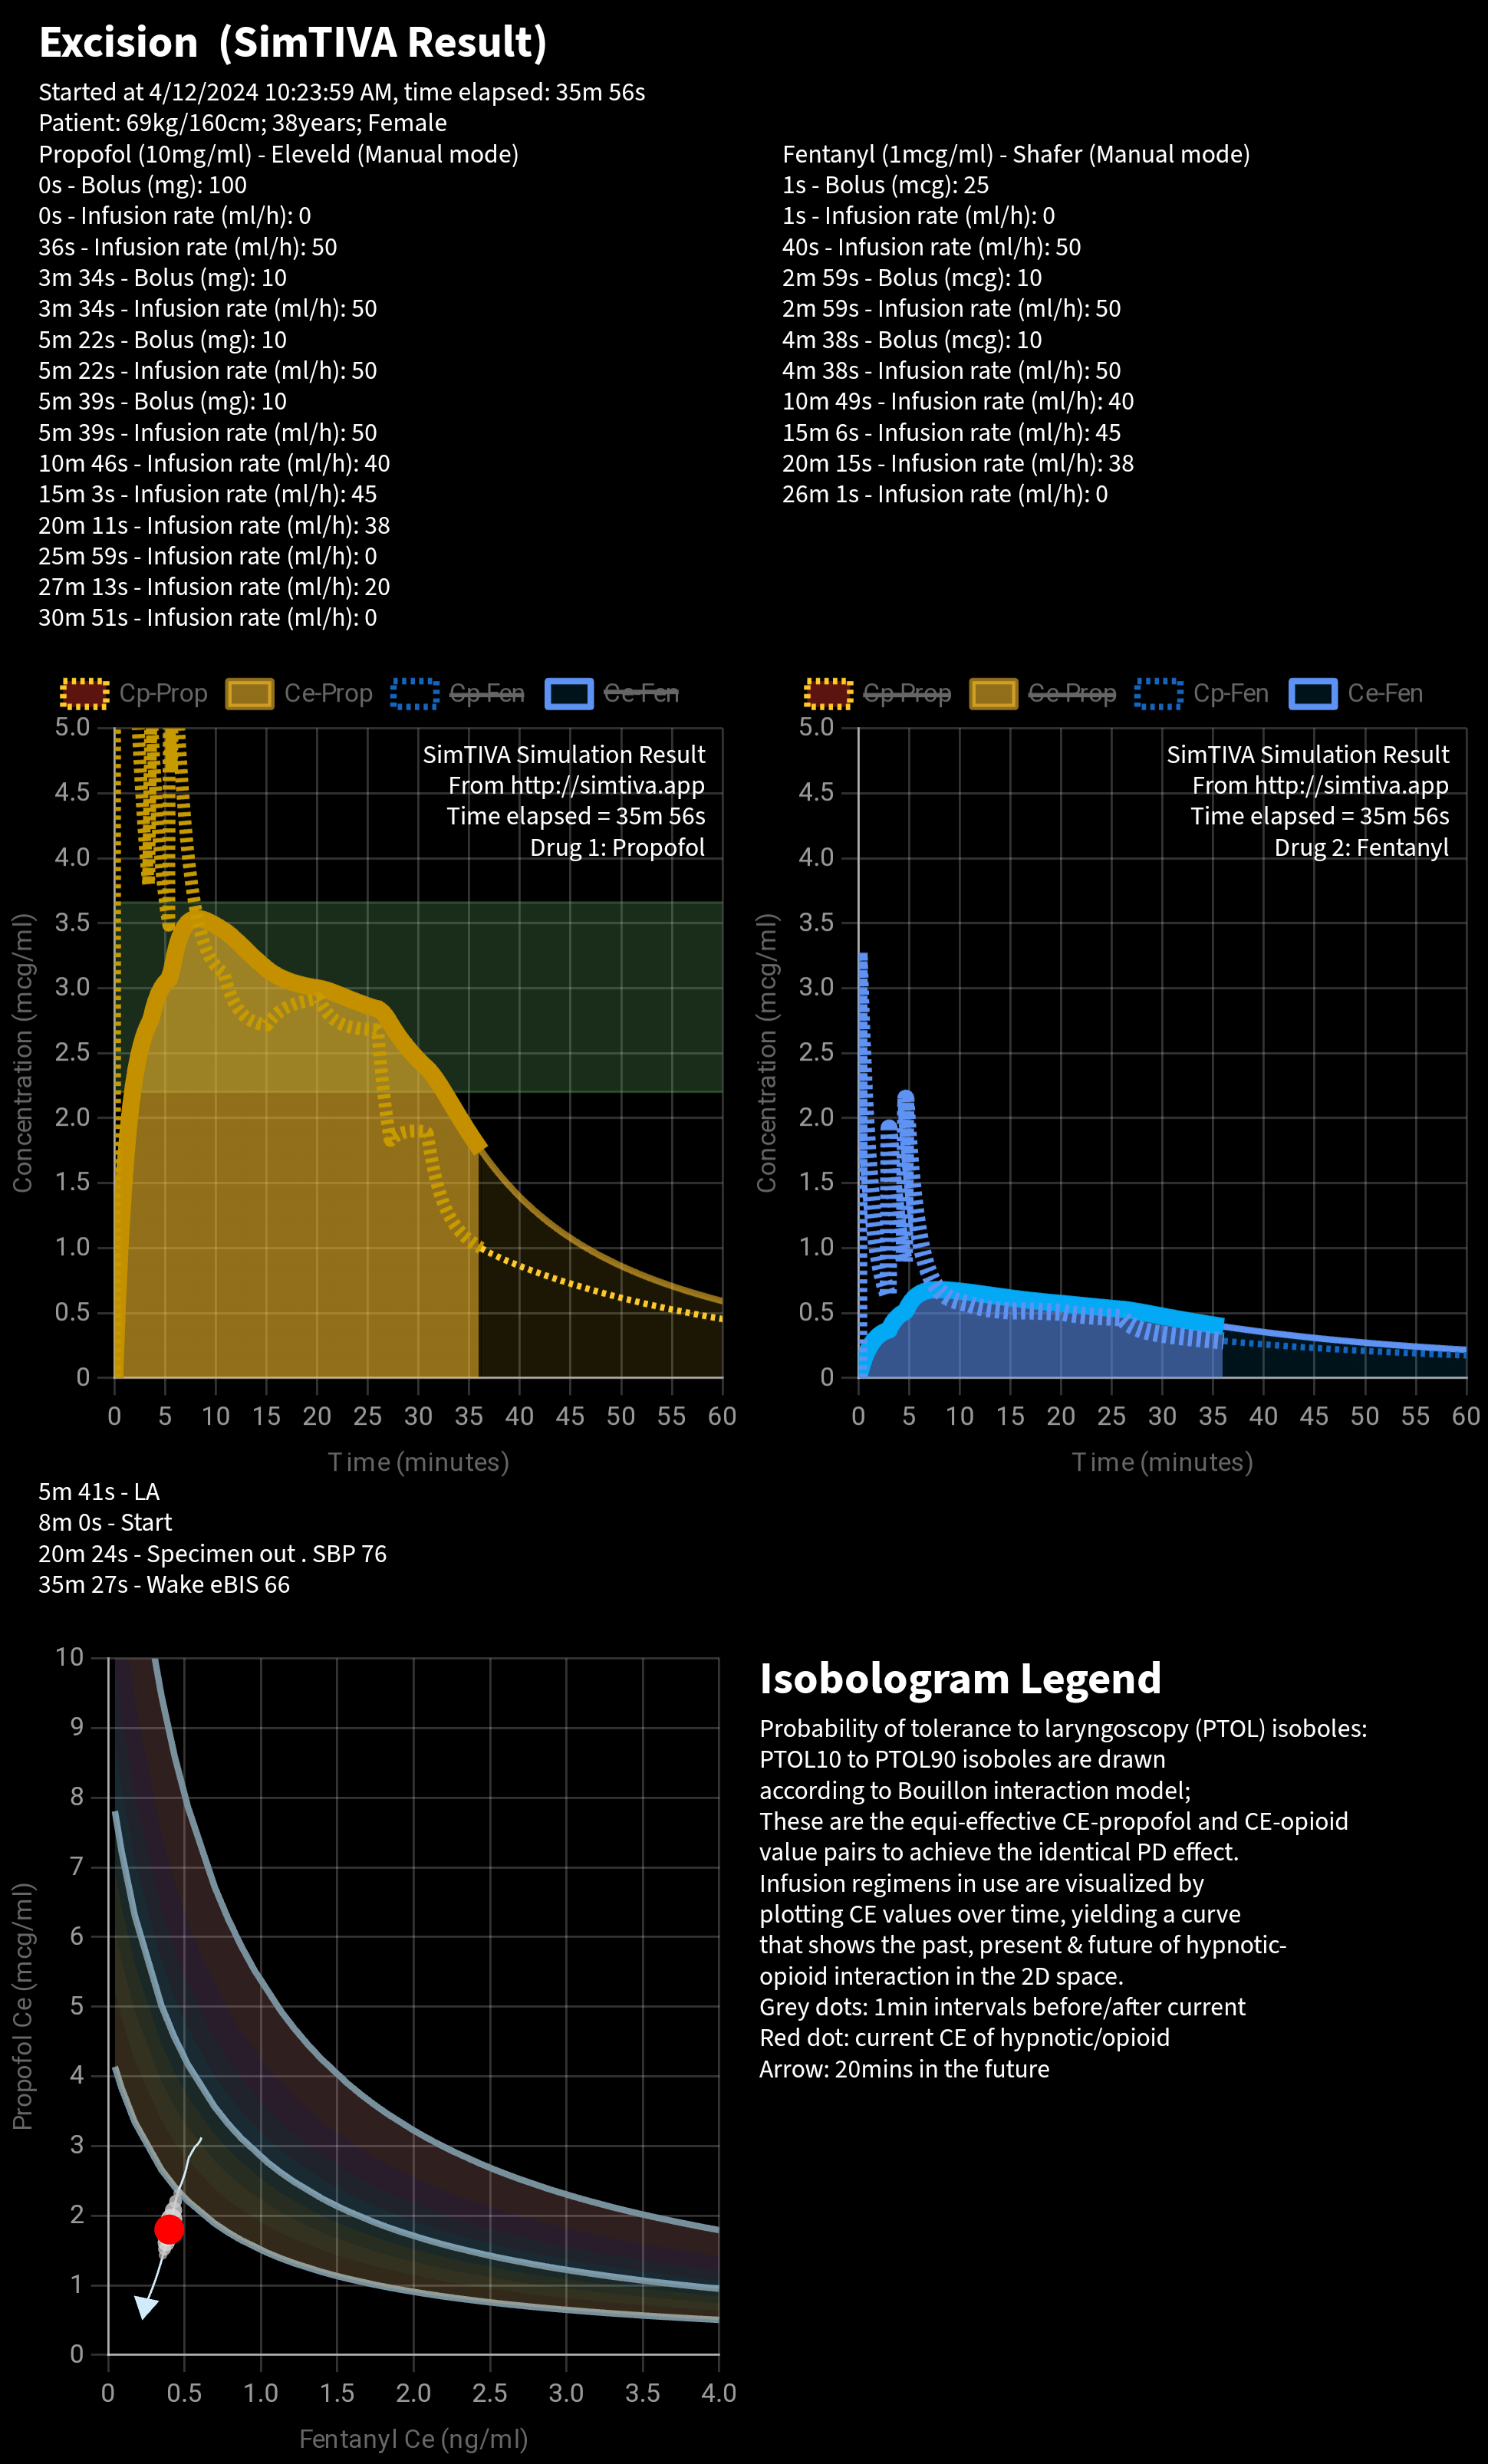 Excision (SimTIVA Result)
Started at 4/12/2024 10:23:59 AM, time elapsed: 35m 56s
Patient: 69kg/160cm; 38years; Female
Propofol (10mg/ml) - Eleveld (Manual mode)
0s - Bolus (mg): 100
0s - Infusion rate (ml/h): 0
36s - Infusion rate (ml/h): 50
3m 34s - Bolus (mg): 10
3m 34s - Infusion rate (ml/h): 50
5m 22s - Bolus (mg): 10
5m 22s - Infusion rate (ml/h): 50
5m 39s - Bolus (mg): 10
5m 39s - Infusion rate (ml/h): 50
10m 46s - Infusion rate (ml/h): 40
15m 3s - Infusion rate (ml/h): 45
20m 11s - Infusion rate (ml/h): 38
25m 59s - Infusion rate (ml/h): 0
27m 13s - Infusion rate (ml/h): 20
30m 51s - Infusion rate (ml/h): 0
Fentanyl (1mcg/ml) - Shafer (Manual mode)
1s - Bolus (mcg): 25
1s - Infusion rate (ml/h): 0
40s - Infusion rate (ml/h): 50
2m 59s - Bolus (mcg): 10
2m 59s - Infusion rate (ml/h): 50
4m 38s - Bolus (mcg): 10
4m 38s - Infusion rate (ml/h): 50
10m 49s - Infusion rate (ml/h): 40
15m 6s - Infusion rate (ml/h): 45
20m 15s - Infusion rate (ml/h): 38
26m 1s - Infusion rate (ml/h): 0
Cp-Prop Ce-Prop Cp-Fen Ce-Fen
SimTIVA Simulation Result
From http://simtiva.app
Time elapsed = 35m 56s
Drug 1: Propofol
Concentration (mcg/ml)
5.0
4.5
4.0
3.5
3.0
2.5
2.0
1.5
1.0
0.5
0
0 5 10 15 20 25 30 35 40 45 50 55 60
Time (minutes)
Cp-Prop Ce-Prop Cp-Fen Ce-Fen
SimTIVA Simulation Result
From http://simtiva.app
Time elapsed = 35m 56s
Drug 2: Fentanyl
Concentration (mcg/ml)
5.0
4.5
4.0
3.5
3.0
2.5
2.0
1.5
1.0
0.5
0
0 5 10 15 20 25 30 35 40 45 50 55 60
Time (minutes)
5m 41s - LA
8m 0s - Start
20m 24s - Specimen out . SBP 76
35m 27s - Wake eBIS 66
Propofol Ce (mcg/ml)
10
9
8
7
6
5
4
3
2
1
0
0 0.5 1.0 1.5 2.0 2.5 3.0 3.5 4.0
Fentanyl Ce (ng/ml)
Isobologram Legend
Probability of tolerance to laryngoscopy (PTOL) isoboles:
PTOL10 to PTOL90 isoboles are drawn
according to Bouillon interaction model;
These are the equi-effective CE-propofol and CE-opioid
value pairs to achieve the identical PD effect.
Infusion regimens in use are visualized by
plotting CE values over time, yielding a curve
that shows the past, present & future of hypnotic-
opioid interaction in the 2D space.
Grey dots: 1min intervals before/after current
Red dot: current CE of hypnotic/opioid
Arrow: 20mins in the future